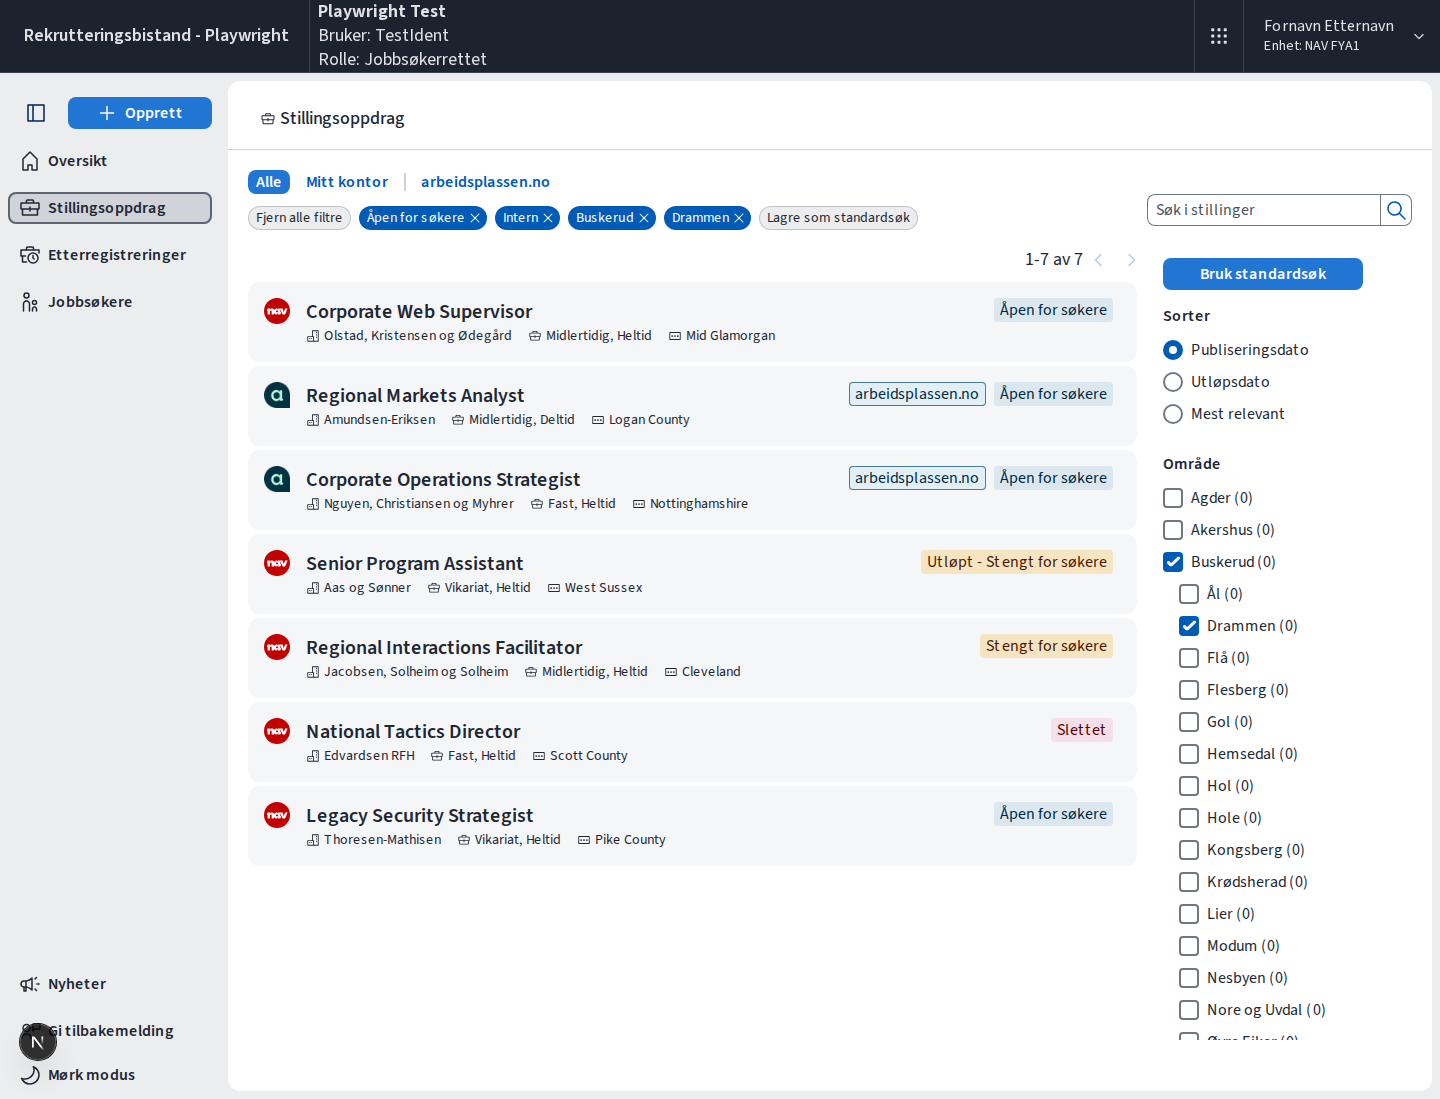 Rekrutteringsbistand - Playwright
Playwright Test
Bruker: TestIdent
Rolle: Jobbsøkerrettet
Fornavn Etternavn
Enhet: NAV FYA1
Opprett
Oversikt
Stillingsoppdrag
Etterregistreringer
Jobbsøkere
Nyheter
Gi tilbakemelding
N
Mørk modus
Stillingsoppdrag
Alle Mitt kontor arbeidsplassen.no
Fjern alle filtre Åpen for søkere Intern Buskerud Drammen Lagre som standardsøk
Søk i stillinger
1-7 av 7
nav Corporate Web Supervisor Åpen for søkere
Olstad, Kristensen og Ødegård Midlertidig, Heltid Mid Glamorgan
a Regional Markets Analyst arbeidsplassen.no Åpen for søkere
Amundsen-Eriksen Midlertidig, Deltid Logan County
a Corporate Operations Strategist arbeidsplassen.no Åpen for søkere
Nguyen, Christiansen og Myhrer Fast, Heltid Nottinghamshire
nav Senior Program Assistant Utløpt - Stengt for søkere
Aas og Sønner Vikariat, Heltid West Sussex
nav Regional Interactions Facilitator Stengt for søkere
Jacobsen, Solheim og Solheim Midlertidig, Heltid Cleveland
nav National Tactics Director Slettet
Edvardsen RFH Fast, Heltid Scott County
nav Legacy Security Strategist Åpen for søkere
Thoresen-Mathisen Vikariat, Heltid Pike County
Bruk standardsøk
Sorter
Publiseringsdato
Utløpsdato
Mest relevant
Område
Agder (0)
Akershus (0)
Buskerud (0)
Ål (0)
Drammen (0)
Flå (0)
Flesberg (0)
Gol (0)
Hemsedal (0)
Hol (0)
Hole (0)
Kongsberg (0)
Krødsherad (0)
Lier (0)
Modum (0)
Nesbyen (0)
Nore og Uvdal (0)
Øvre Eiker (0)